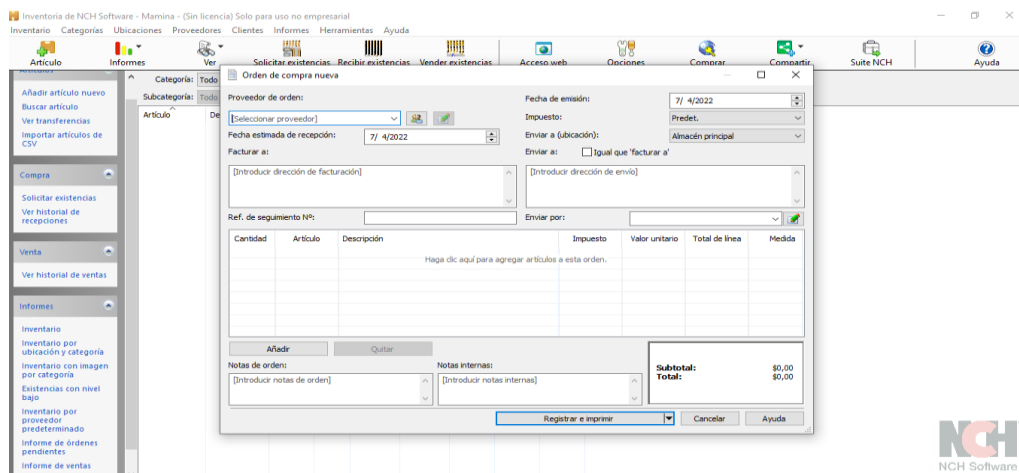 Inventoria de NCH Software - Mamina - (Sin licencia) Solo para uso no empresarial
Inventario Categorías Ubicaciones Proveedores Clientes Informes Herramientas Ayuda
Artículo Informes Ver Solicitar existencias Recibir existencias Vender existencias Acceso web Opciones Comprar Compartir Suite NCH Ayuda
Artículos
Añadir artículo nuevo
Buscar artículo
Ver transferencias
Importar artículos de
CSV
Compra
Solicitar existencias
Ver historial de
recepciones
Venta
Ver historial de ventas
Informes
Inventario
Inventario por
ubicación y categoría
Inventario con imagen
por categoría
Existencias con nivel
bajo
Inventario por
proveedor
predeterminado
Informe de órdenes
pendientes
Informe de ventas
Categoría: Todo
Subcategoría: Todo
Artículo De
Orden de compra nueva
Proveedor de orden:
[Seleccionar proveedor]
Fecha estimada de recepción: 7/ 4/2022
Facturar a:
[Introducir dirección de facturación]
Ref. de seguimiento Nº:
Fecha de emisión: 7/ 4/2022
Impuesto: Predet.
Enviar a (ubicación): Almacén principal
Enviar a: Igual que 'facturar a'
[Introducir dirección de envío]
Enviar por:
Cantidad Artículo Descripción Impuesto Valor unitario Total de línea Medida
Haga clic aquí para agregar artículos a esta orden.
Añadir Quitar
Notas de orden: Notas internas:
[Introducir notas de orden] [Introducir notas internas]
Subtotal: $0,00
Total: $0,00
Registrar e imprimir Cancelar Ayuda
NCH
NCH Software